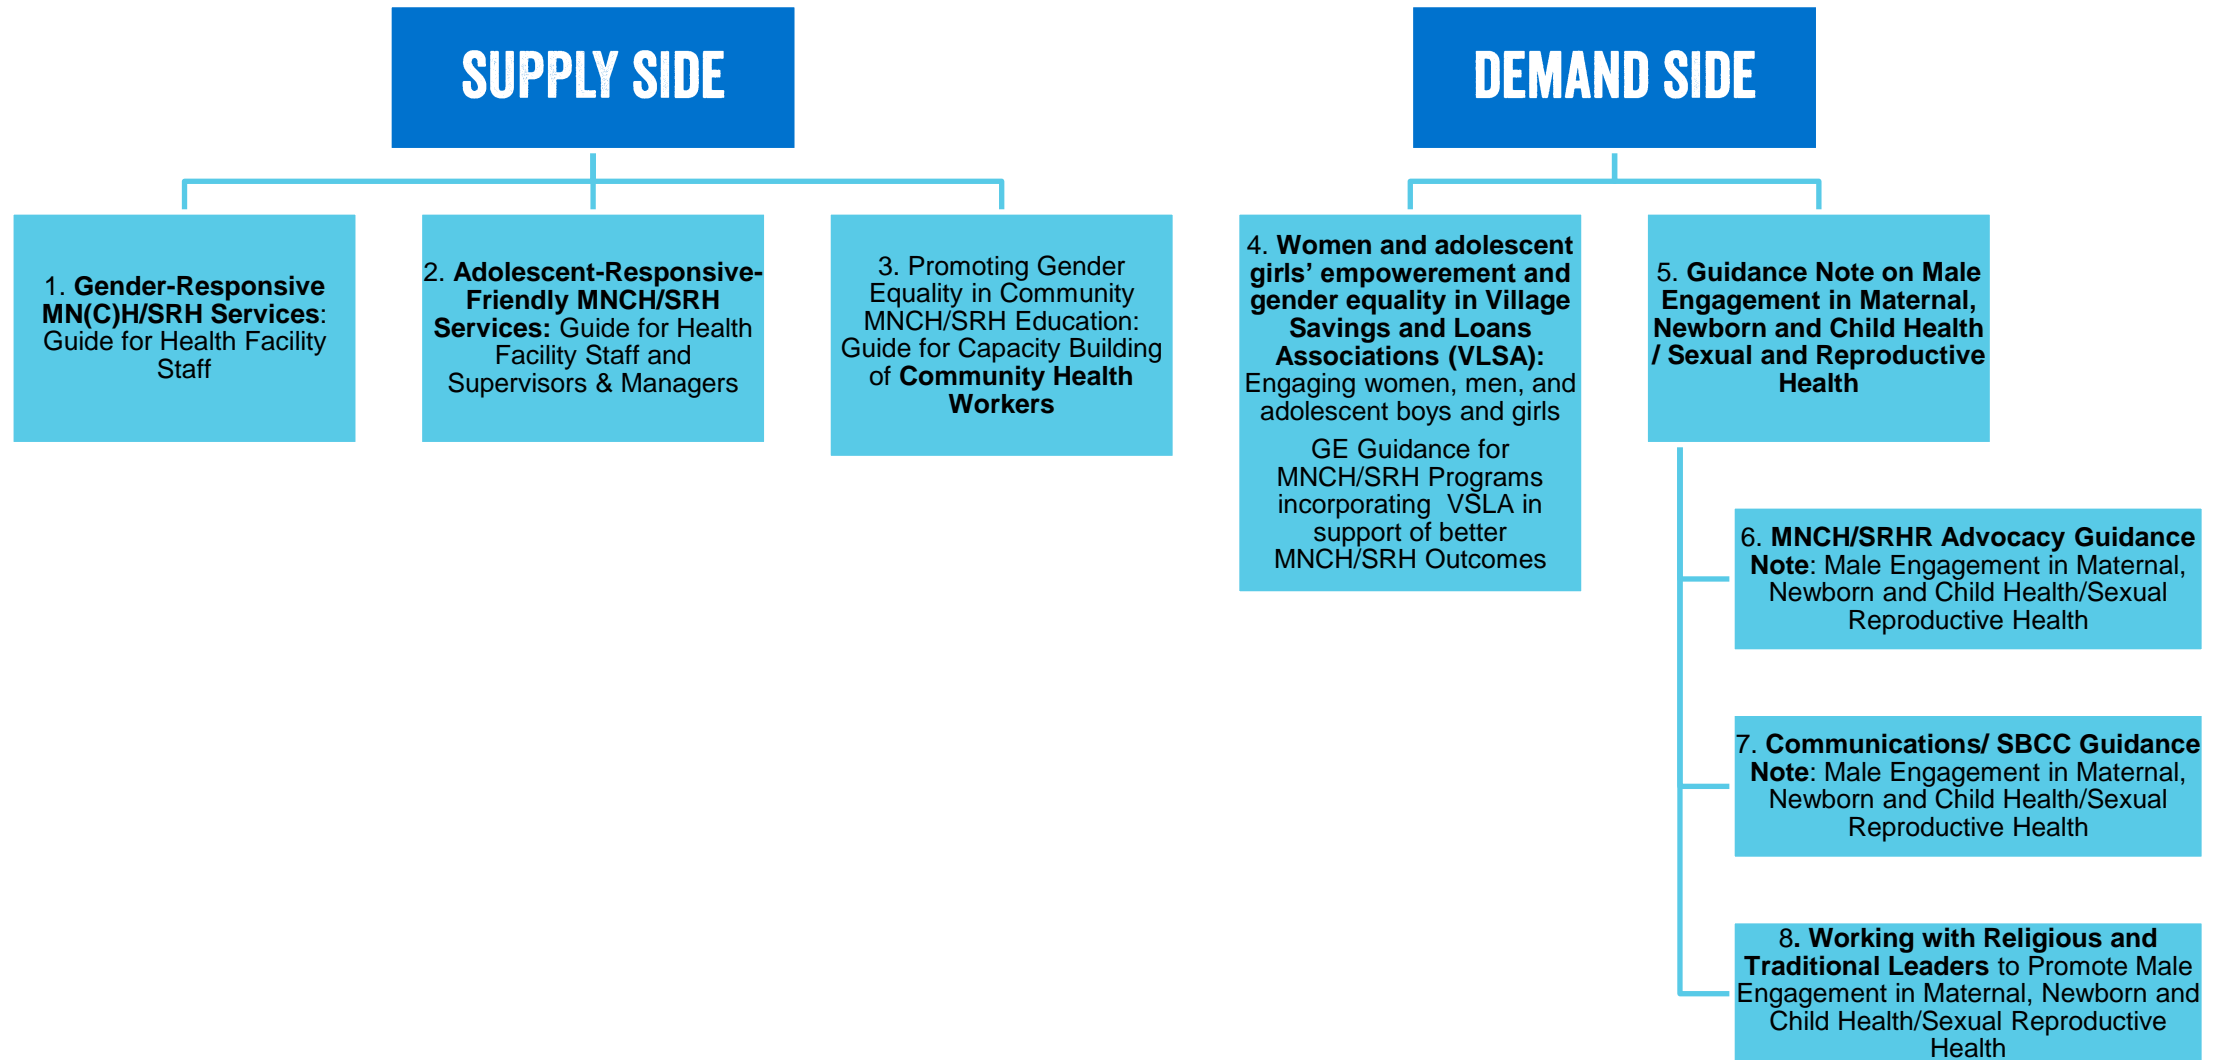 SUPPLY SIDE
DEMAND SIDE
1. Gender-Responsive
MN(C)H/SRH Services:
Guide for Health Facility
Staff
2. Adolescent-Responsive-
Friendly MNCH/SRH
Services: Guide for Health
Facility Staff and
Supervisors & Managers
3. Promoting Gender
Equality in Community
MNCH/SRH Education:
Guide for Capacity Building
of Community Health
Workers
4. Women and adolescent
girls’ empowerement and
gender equality in Village
Savings and Loans
Associations (VLSA):
Engaging women, men, and
adolescent boys and girls
GE Guidance for
MNCH/SRH Programs
incorporating VSLA in
support of better
MNCH/SRH Outcomes
5. Guidance Note on Male
Engagement in Maternal,
Newborn and Child Health
/ Sexual and Reproductive
Health
6. MNCH/SRHR Advocacy Guidance
Note: Male Engagement in Maternal,
Newborn and Child Health/Sexual
Reproductive Health
7. Communications/ SBCC Guidance
Note: Male Engagement in Maternal,
Newborn and Child Health/Sexual
Reproductive Health
8. Working with Religious and
Traditional Leaders to Promote Male
Engagement in Maternal, Newborn and
Child Health/Sexual Reproductive
Health